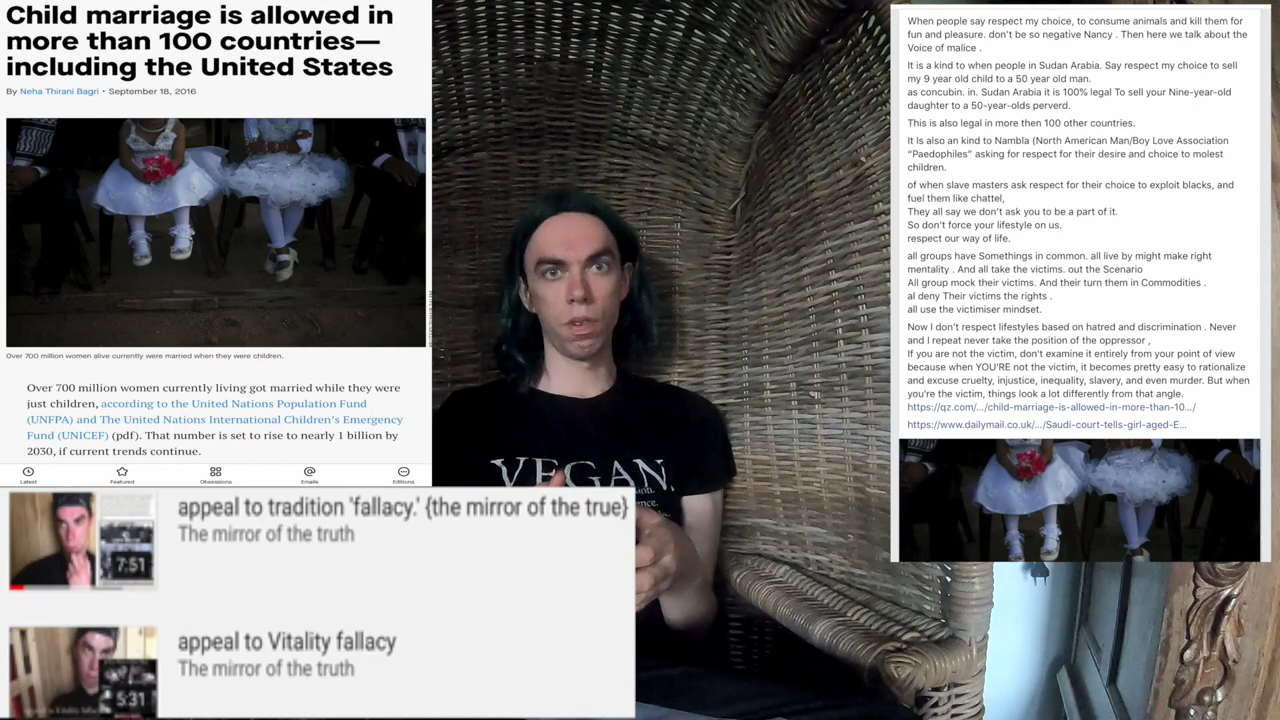 Child marriage is allowed in
more than 100 countries—
including the United States
By Neha Thirani Bagri • September 18, 2016
Over 700 million women alive currently were married when they were children.
Over 700 million women currently living got married while they were
just children, according to the United Nations Population Fund
(UNFPA) and The United Nations International Children's Emergency
Fund (UNICEF) (pdf). That number is set to rise to nearly 1 billion by
2030, if current trends continue.
Latest
Featured
Obsessions
Emails
Editions
appeal to tradition 'fallacy.' {the mirror of the true}
The mirror of the truth
7:51
appeal to Vitality fallacy
The mirror of the truth
5:31
VEGAN.
When people say respect my choice, to consume animals and kill them for
fun and pleasure. don't be so negative Nancy . Then here we talk about the
Voice of malice .
It is a kind to when people in Sudan Arabia. Say respect my choice to sell
my 9 year old child to a 50 year old man.
as concubin. in. Sudan Arabia it is 100% legal To sell your Nine-year-old
daughter to a 50-year-olds perverd.
This is also legal in more then 100 other countries.
It Is also an kind to Nambla (North American Man/Boy Love Association
"Paedophiles" asking for respect for their desire and choice to molest
children.
of when slave masters ask respect for their choice to exploit blacks, and
fuel them like chattel,
They all say we don't ask you to be a part of it.
So don't force your lifestyle on us.
respect our way of life.
all groups have Somethings in common. all live by might make right
mentality . And all take the victims. out the Scenario
All group mock their victims. And their turn them in Commodities .
al deny Their victims the rights .
all use the victimiser mindset.
Now I don't respect lifestyles based on hatred and discrimination . Never
and I repeat never take the position of the oppressor ,
If you are not the victim, don't examine it entirely from your point of view
because when YOU'RE not the victim, it becomes pretty easy to rationalize
and excuse cruelty, injustice, inequality, slavery, and even murder. But when
you're the victim, things look a lot differently from that angle.
https://qz.com/.../child-marriage-is-allowed-in-more-than-10.../
https://www.dailymail.co.uk/.../Saudi-court-tells-girl-aged-E...